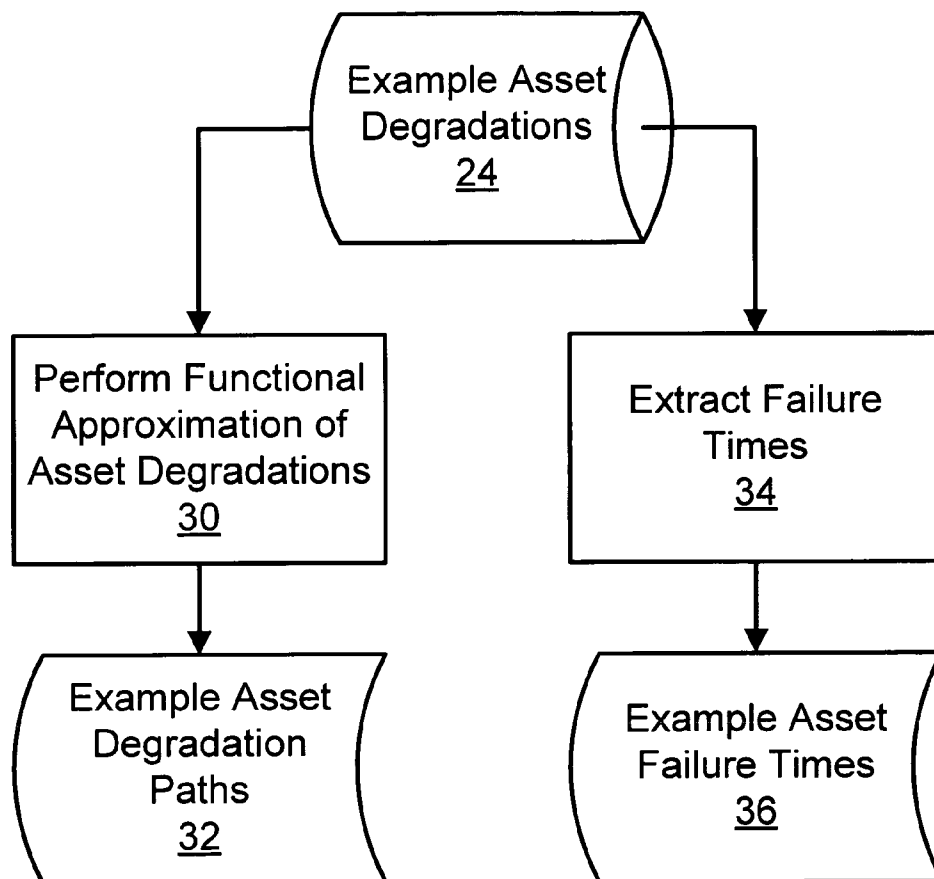 Example Asset
Degradations
24
Perform Functional
Approximation of
Asset Degradations
30
Extract Failure
Times
34
Example Asset
Degradation
Paths
32
Example Asset
Failure Times
36